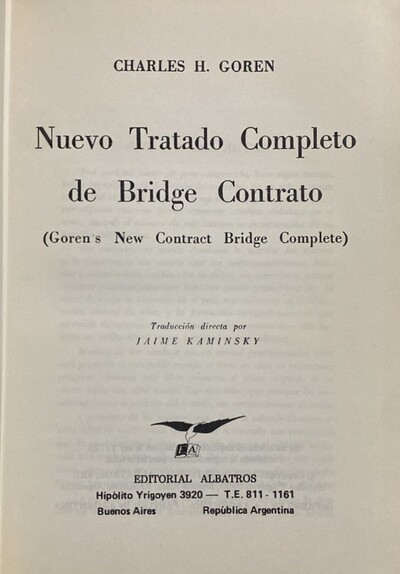 CHARLES H. GOREN
Nuevo Tratado Completo
de Bridge Contrato
(Goren's New Contract Bridge Complete)
Traducción directa por
JAIME KAMINSKY
EA
EDITORIAL ALBATROS
Hipólito Yrigoyen 3920 — T.E. 811 - 1161
Buenos Aires República Argentina